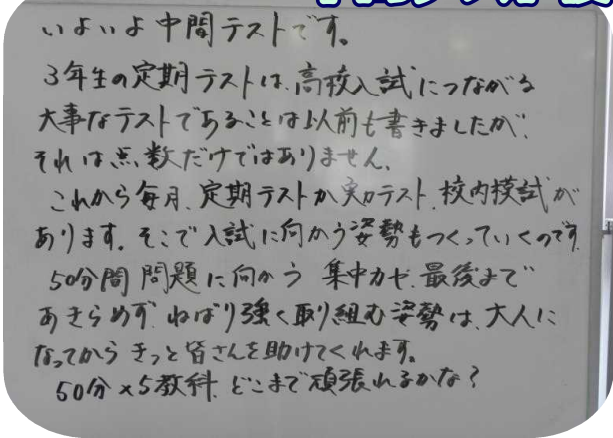 いよいよ中間テストです。
3年生の定期テストは、高校入試につながる
大事なテストであることは以前も書きましたが、
それは点数だけではありません。
これから毎月、定期テストか実力テスト、校内模試が
あります。そこで入試に向かう姿勢もつくっていくのです。
50分間 問題に向かう 集中力や、最後まで
あきらめず ねばり強く取り組む姿勢は、大人に
なってから きっと皆さんを助けてくれます。
50分×5教科、どこまで頑張れるかな？